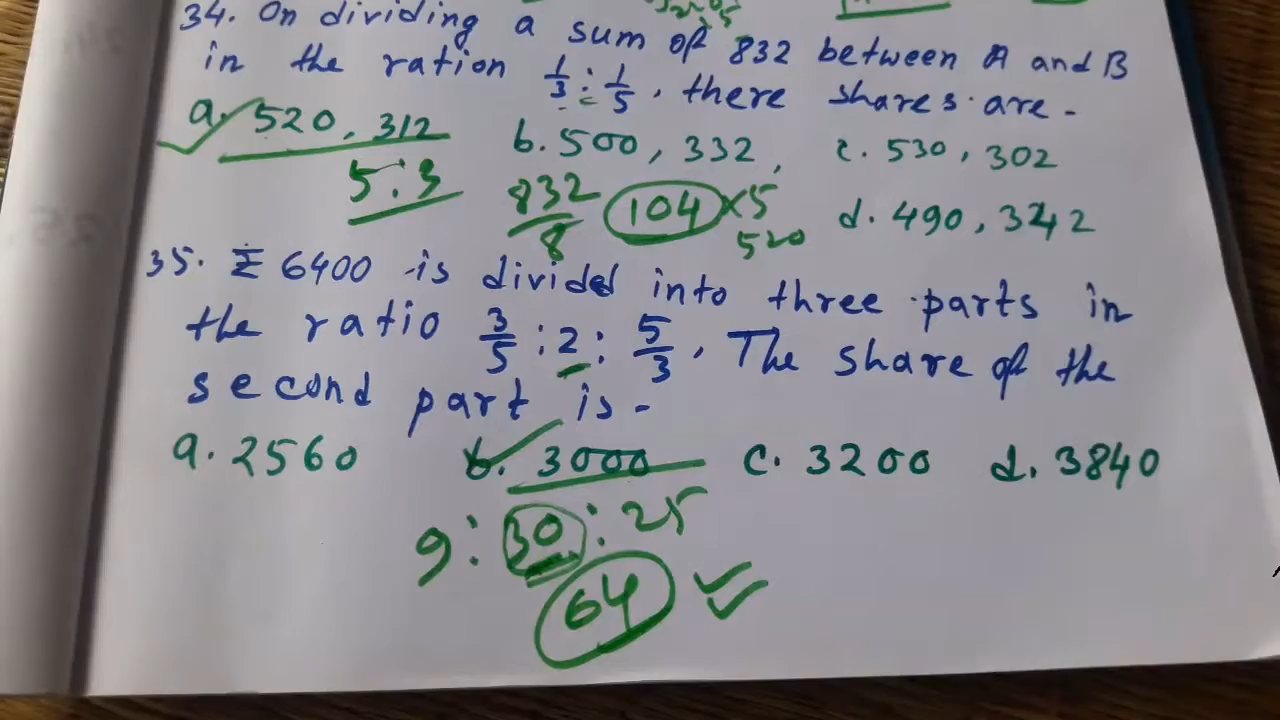 34. On dividing a sum of 832 between A and B
in the ration 1/3 : 1/5 . there shares are -
a. 520, 312 b. 500, 332, c. 530, 302
5:3 832/8 104 x5 d. 490, 342
520
35. ₹ 6400 is divided into three parts in
the ratio 3/5 : 2 : 5/3 . The share of the
second part is -
a. 2560 b. 3000 c. 3200 d. 3840
9 : 30 : 25
64